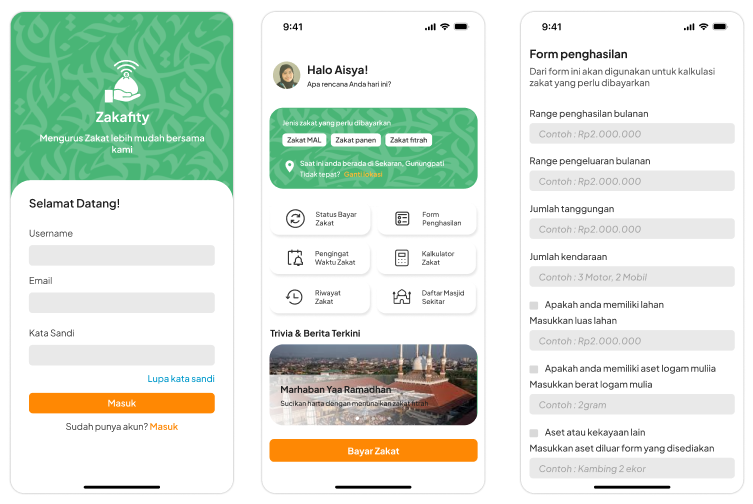 Zakafity
Mengurus Zakat lebih mudah bersama
kami
Selamat Datang!
Username
Email
Kata Sandi
Lupa kata sandi
Masuk
Sudah punya akun? Masuk
9:41
Halo Aisya!
Apa rencana Anda hari ini?
Jenis zakat yang perlu dibayarkan
Zakat MAL
Zakat panen
Zakat fitrah
Saat ini anda berada di Sekaran, Gunungpati
Tidak tepat? Ganti lokasi
Status Bayar
Zakat
Form
Penghasilan
Pengingat
Waktu Zakat
Kalkulator
Zakat
Riwayat
Zakat
Daftar Masjid
Sekitar
Trivia & Berita Terkini
Marhaban Yaa Ramadhan
Sucikan harta dengan menunaikan zakat fitrah
Bayar Zakat
9:41
Form penghasilan
Dari form ini akan digunakan untuk kalkulasi
zakat yang perlu dibayarkan
Range penghasilan bulanan
Contoh : Rp2.000.000
Range pengeluaran bulanan
Contoh : Rp2.000.000
Jumlah tanggungan
Contoh : Rp2.000.000
Jumlah kendaraan
Contoh : 3 Motor, 2 Mobil
Apakah anda memiliki lahan
Masukkan luas lahan
Contoh : Rp2.000.000
Apakah anda memiliki aset logam muliia
Masukkan berat logam mulia
Contoh : 2gram
Aset atau kekayaan lain
Masukkan aset diluar form yang disediakan
Contoh : Kambing 2 ekor